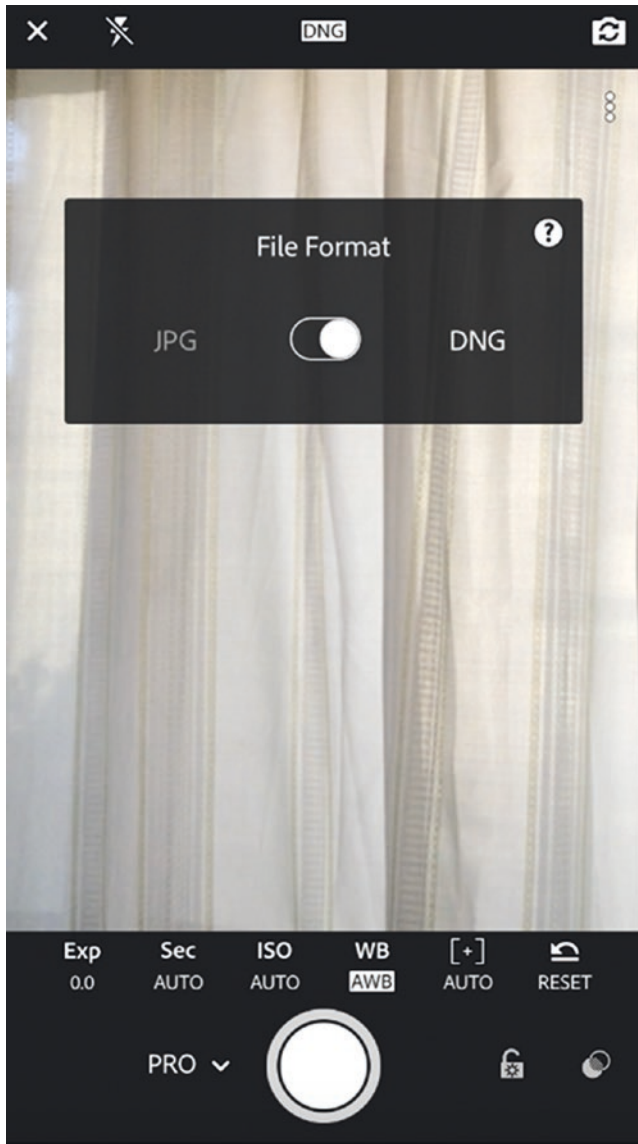 DNG
File Format
?
JPG DNG
Exp Sec ISO WB [+]
0.0 AUTO AUTO AWB AUTO RESET
PRO